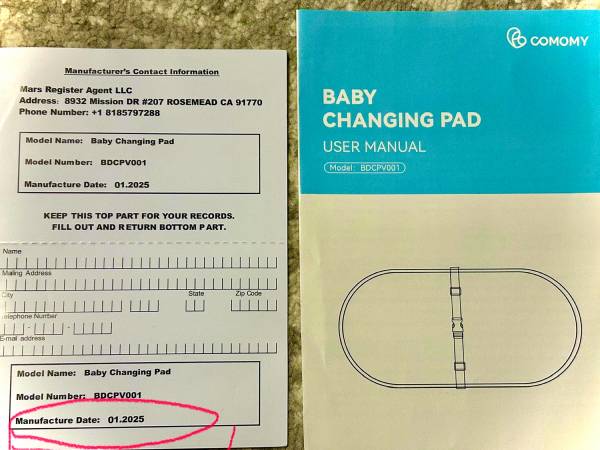 Manufacturer's Contact Information
Mars Register Agent LLC
Address: 8932 Mission DR #207 ROSEMEAD CA 91770
Phone Number: +1 8185797288
Model Name: Baby Changing Pad
Model Number: BDCPV001
Manufacture Date: 01.2025
KEEP THIS TOP PART FOR YOUR RECORDS.
FILL OUT AND RETURN BOTTOM PART.
Name
Mailing Address
City State Zip Code
Telephone Number
E-mail address
Model Name: Baby Changing Pad
Model Number: BDCPV001
Manufacture Date: 01.2025
COMOMY
BABY
CHANGING PAD
USER MANUAL
Model: BDCPV001